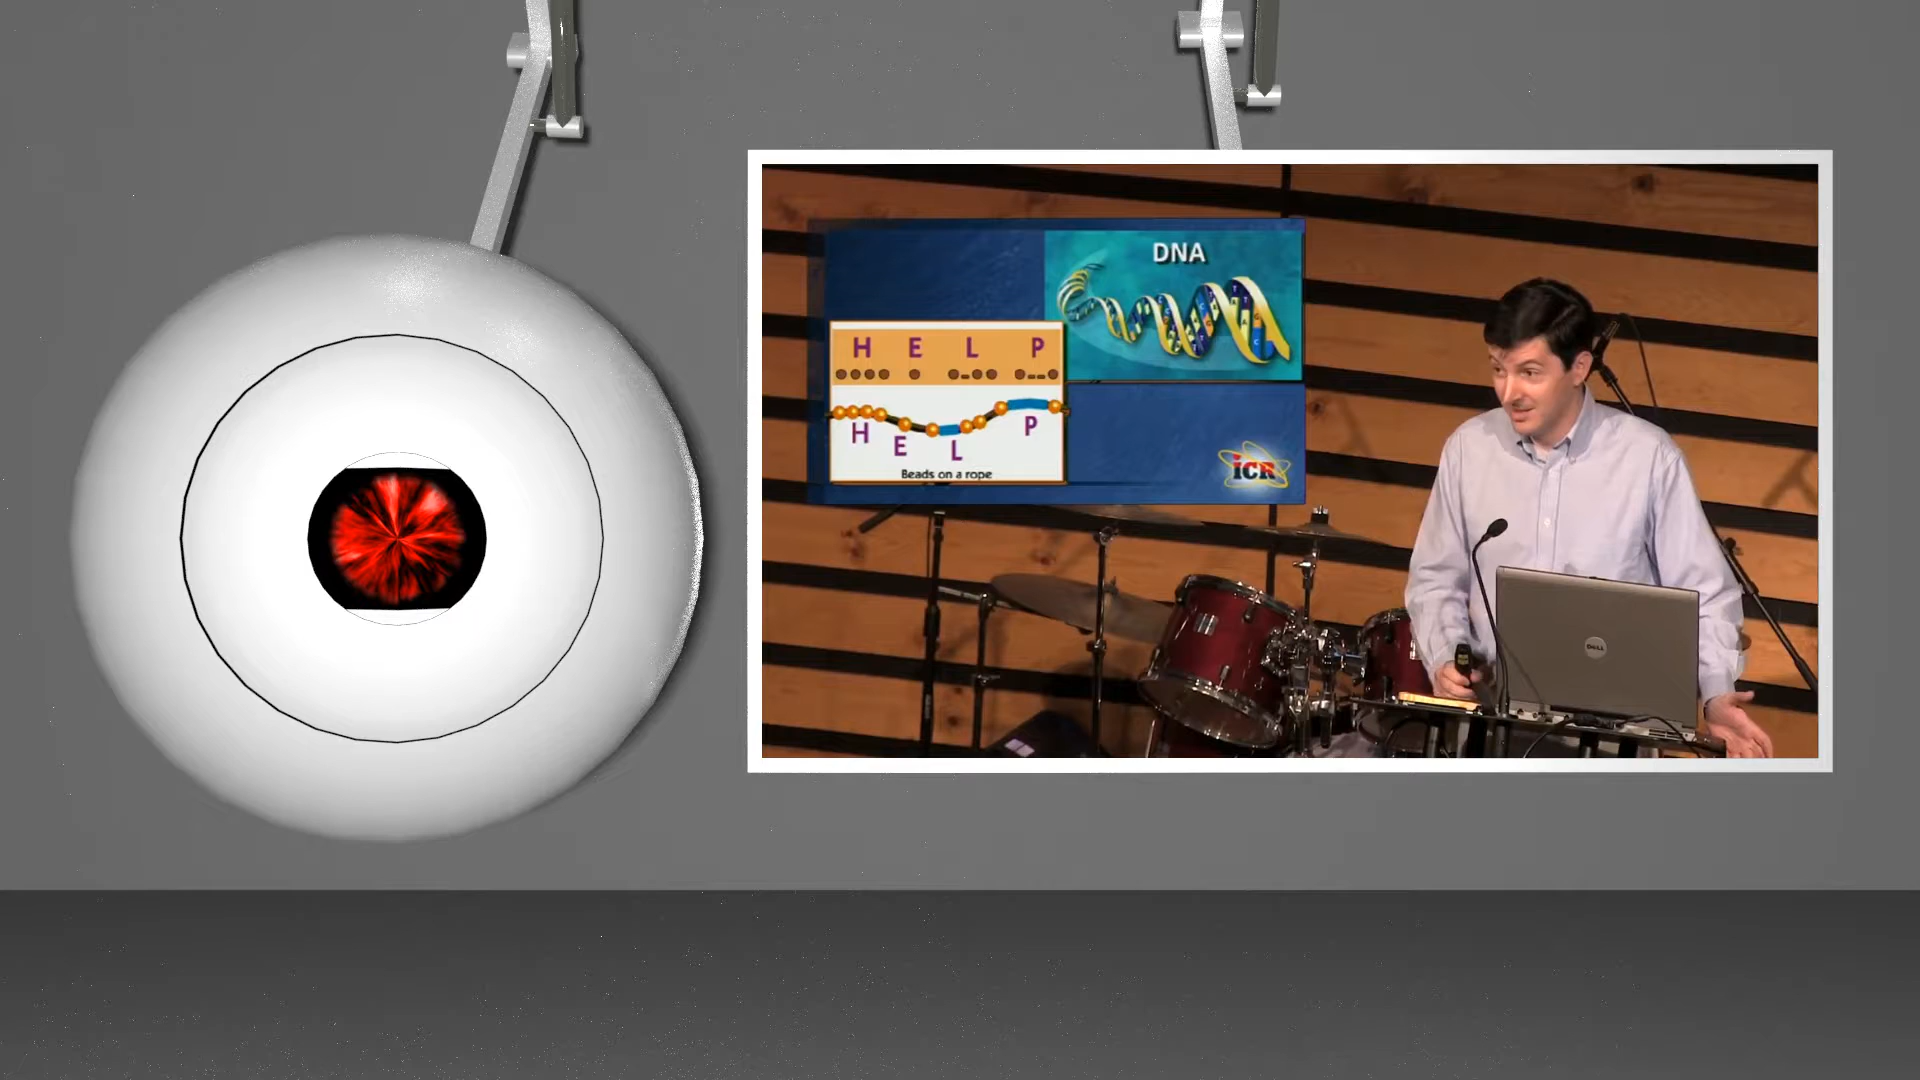 DNA
H E L P
H E L P
Beads on a rope
ICR
DELL